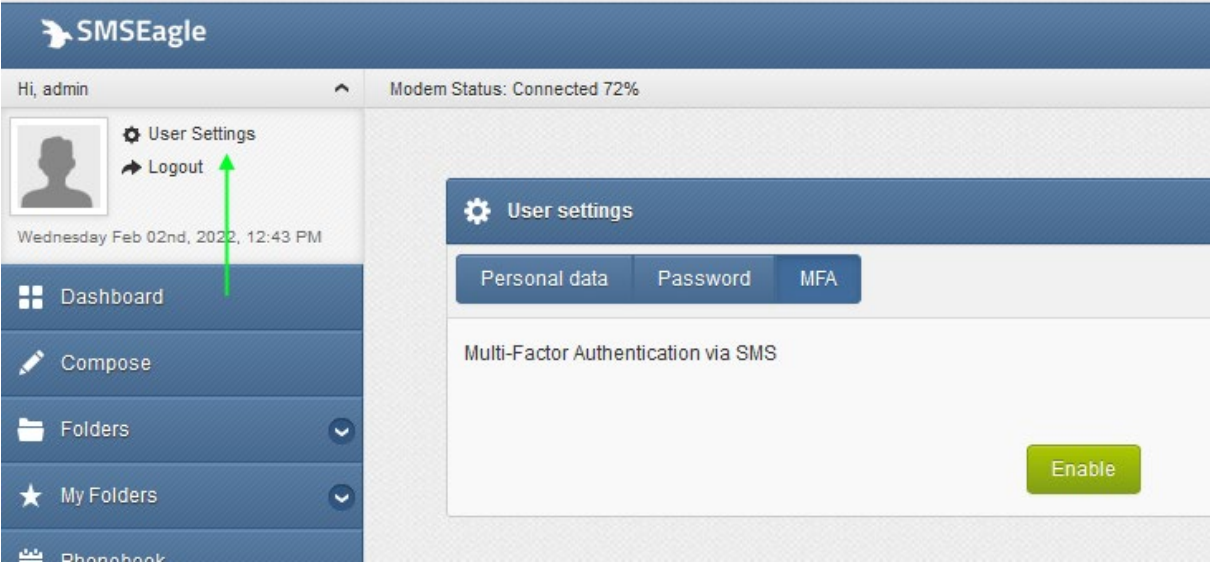 SMSEagle
Hi, admin
Modem Status: Connected 72%
User Settings
Logout
Wednesday Feb 02nd, 2022, 12:43 PM
Dashboard
Compose
Folders
My Folders
Phonebook
User settings
Personal data Password MFA
Multi-Factor Authentication via SMS
Enable